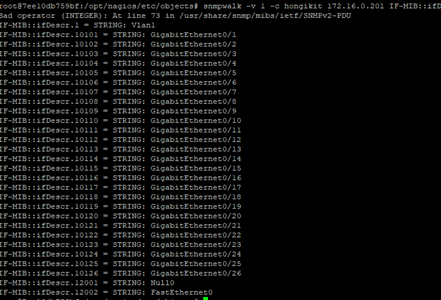 root@7ee10db759bf:/opt/nagios/etc/objects# snmpwalk -v 1 -c hongikit 172.16.0.201 IF-MIB::ifD
Bad operator (INTEGER): At line 73 in /usr/share/snmp/mibs/ietf/SNMPv2-PDU
IF-MIB::ifDescr.1 = STRING: Vlan1
IF-MIB::ifDescr.10101 = STRING: GigabitEthernet0/1
IF-MIB::ifDescr.10102 = STRING: GigabitEthernet0/2
IF-MIB::ifDescr.10103 = STRING: GigabitEthernet0/3
IF-MIB::ifDescr.10104 = STRING: GigabitEthernet0/4
IF-MIB::ifDescr.10105 = STRING: GigabitEthernet0/5
IF-MIB::ifDescr.10106 = STRING: GigabitEthernet0/6
IF-MIB::ifDescr.10107 = STRING: GigabitEthernet0/7
IF-MIB::ifDescr.10108 = STRING: GigabitEthernet0/8
IF-MIB::ifDescr.10109 = STRING: GigabitEthernet0/9
IF-MIB::ifDescr.10110 = STRING: GigabitEthernet0/10
IF-MIB::ifDescr.10111 = STRING: GigabitEthernet0/11
IF-MIB::ifDescr.10112 = STRING: GigabitEthernet0/12
IF-MIB::ifDescr.10113 = STRING: GigabitEthernet0/13
IF-MIB::ifDescr.10114 = STRING: GigabitEthernet0/14
IF-MIB::ifDescr.10115 = STRING: GigabitEthernet0/15
IF-MIB::ifDescr.10116 = STRING: GigabitEthernet0/16
IF-MIB::ifDescr.10117 = STRING: GigabitEthernet0/17
IF-MIB::ifDescr.10118 = STRING: GigabitEthernet0/18
IF-MIB::ifDescr.10119 = STRING: GigabitEthernet0/19
IF-MIB::ifDescr.10120 = STRING: GigabitEthernet0/20
IF-MIB::ifDescr.10121 = STRING: GigabitEthernet0/21
IF-MIB::ifDescr.10122 = STRING: GigabitEthernet0/22
IF-MIB::ifDescr.10123 = STRING: GigabitEthernet0/23
IF-MIB::ifDescr.10124 = STRING: GigabitEthernet0/24
IF-MIB::ifDescr.10125 = STRING: GigabitEthernet0/25
IF-MIB::ifDescr.10126 = STRING: GigabitEthernet0/26
IF-MIB::ifDescr.12001 = STRING: Null0
IF-MIB::ifDescr.12002 = STRING: FastEthernet0